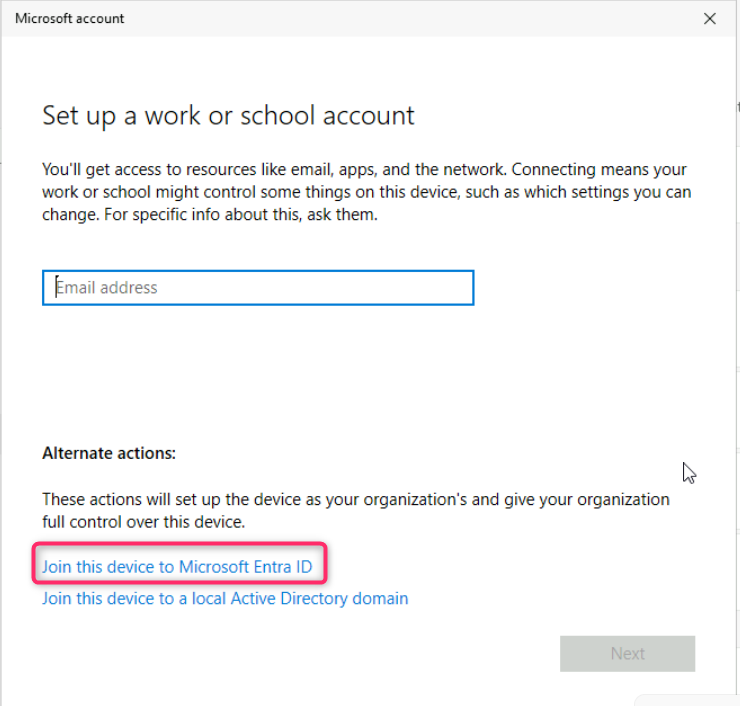 Microsoft account
Set up a work or school account
You'll get access to resources like email, apps, and the network. Connecting means your
work or school might control some things on this device, such as which settings you can
change. For specific info about this, ask them.
Email address
Alternate actions:
These actions will set up the device as your organization's and give your organization
full control over this device.
Join this device to Microsoft Entra ID
Join this device to a local Active Directory domain
Next